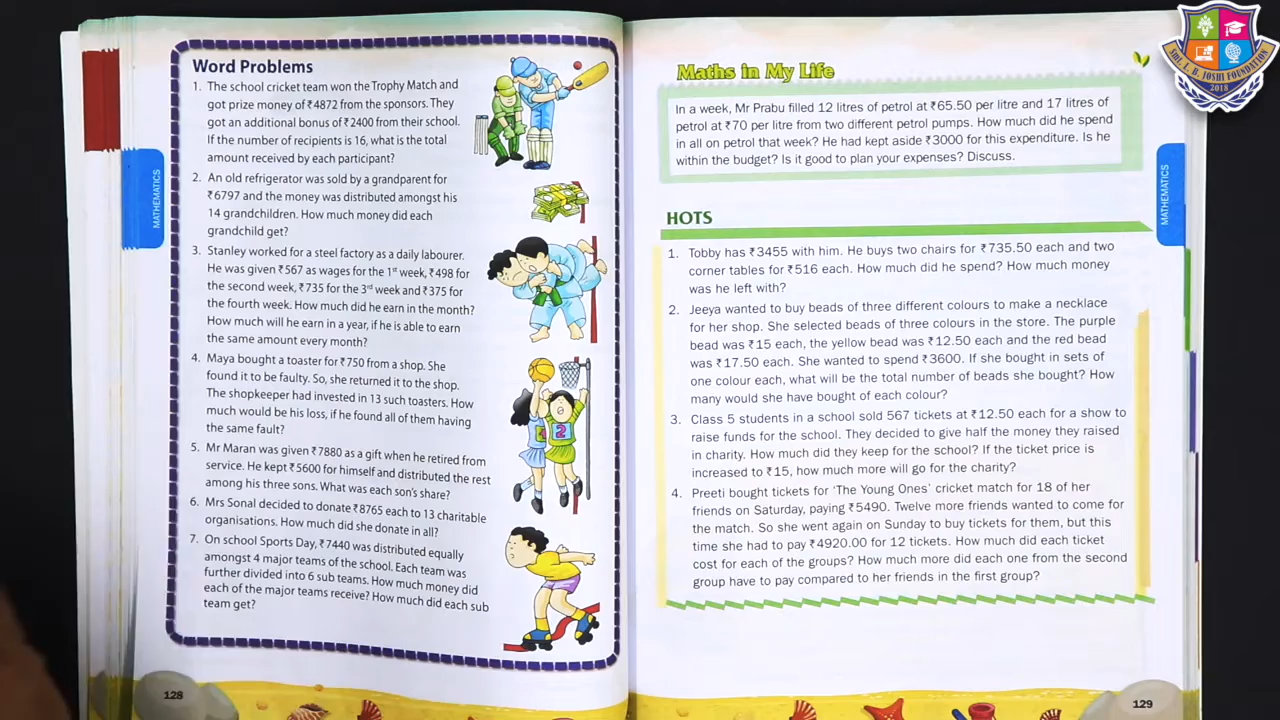 Word Problems
1. The school cricket team won the Trophy Match and
got prize money of ₹4872 from the sponsors. They
got an additional bonus of ₹2400 from their school.
If the number of recipients is 16, what is the total
amount received by each participant?
2. An old refrigerator was sold by a grandparent for
₹6797 and the money was distributed amongst his
14 grandchildren. How much money did each
grandchild get?
3. Stanley worked for a steel factory as a daily labourer.
He was given ₹567 as wages for the 1st week, ₹498 for
the second week, ₹735 for the 3rd week and ₹375 for
the fourth week. How much did he earn in the month?
How much will he earn in a year, if he is able to earn
the same amount every month?
4. Maya bought a toaster for ₹750 from a shop. She
found it to be faulty. So, she returned it to the shop.
The shopkeeper had invested in 13 such toasters. How
much would be his loss, if he found all of them having
the same fault?
5. Mr Maran was given ₹7880 as a gift when he retired from
service. He kept ₹5600 for himself and distributed the rest
among his three sons. What was each son's share?
6. Mrs Sonal decided to donate ₹8765 each to 13 charitable
organisations. How much did she donate in all?
7. On school Sports Day, ₹7440 was distributed equally
amongst 4 major teams of the school. Each team was
further divided into 6 sub teams. How much money did
each of the major teams receive? How much did each sub
team get?
MATHEMATICS
2
128
Maths in My Life
In a week, Mr Prabu filled 12 litres of petrol at ₹65.50 per litre and 17 litres of
petrol at ₹70 per litre from two different petrol pumps. How much did he spend
in all on petrol that week? He had kept aside ₹3000 for this expenditure. Is he
within the budget? Is it good to plan your expenses? Discuss.
HOTS
1. Tobby has ₹3455 with him. He buys two chairs for ₹735.50 each and two
corner tables for ₹516 each. How much did he spend? How much money
was he left with?
2. Jeeya wanted to buy beads of three different colours to make a necklace
for her shop. She selected beads of three colours in the store. The purple
bead was ₹15 each, the yellow bead was ₹12.50 each and the red bead
was ₹17.50 each. She wanted to spend ₹3600. If she bought in sets of
one colour each, what will be the total number of beads she bought? How
many would she have bought of each colour?
3. Class 5 students in a school sold 567 tickets at ₹12.50 each for a show to
raise funds for the school. They decided to give half the money they raised
in charity. How much did they keep for the school? If the ticket price is
increased to ₹15, how much more will go for the charity?
4. Preeti bought tickets for 'The Young Ones' cricket match for 18 of her
friends on Saturday, paying ₹5490. Twelve more friends wanted to come for
the match. So she went again on Sunday to buy tickets for them, but this
time she had to pay ₹4920.00 for 12 tickets. How much did each ticket
cost for each of the groups? How much more did each one from the second
group have to pay compared to her friends in the first group?
MATHEMATICS
129
SHL. L. B. JOSHI FOUNDATION
2018